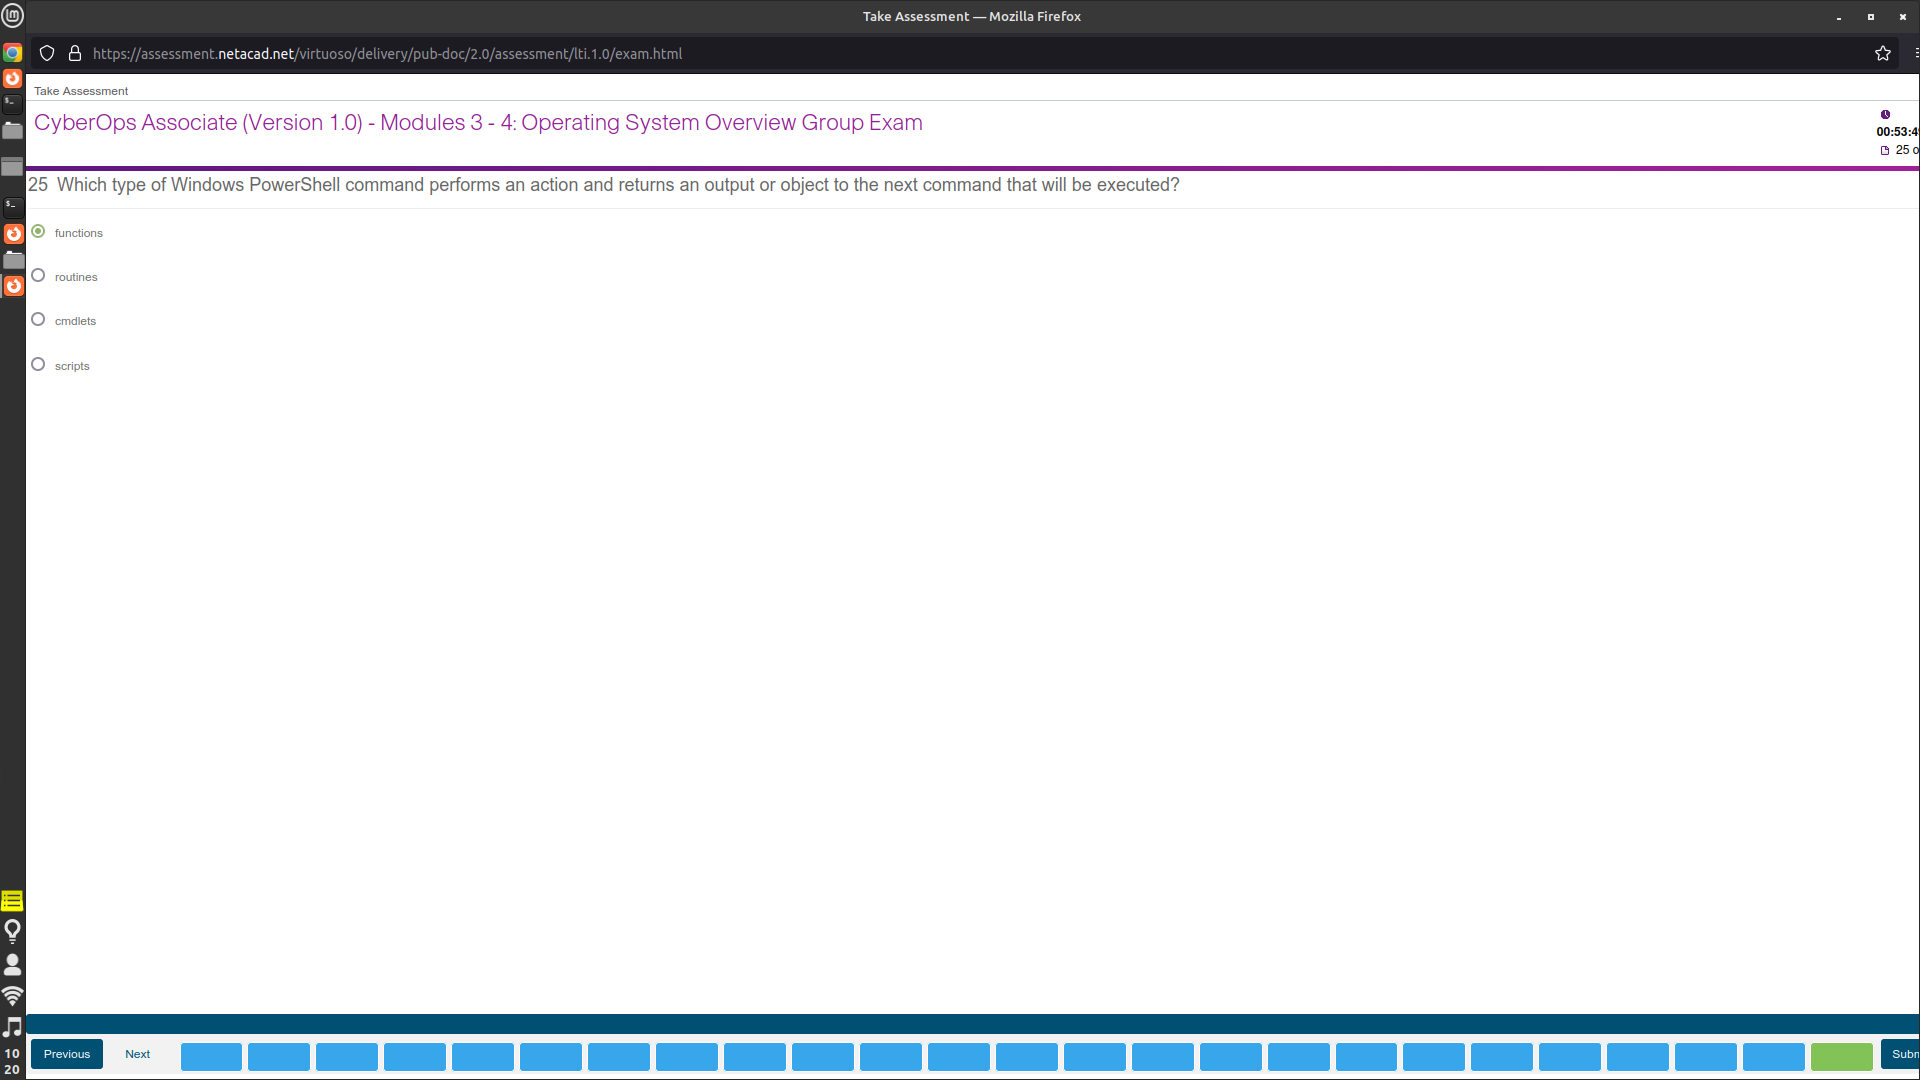 Take Assessment — Mozilla Firefox
https://assessment.netacad.net/virtuoso/delivery/pub-doc/2.0/assessment/lti.1.0/exam.html
Take Assessment
CyberOps Associate (Version 1.0) - Modules 3 - 4: Operating System Overview Group Exam
00:53:4
25 o
25 Which type of Windows PowerShell command performs an action and returns an output or object to the next command that will be executed?
functions
routines
cmdlets
scripts
Previous
Next
Subm
10
20